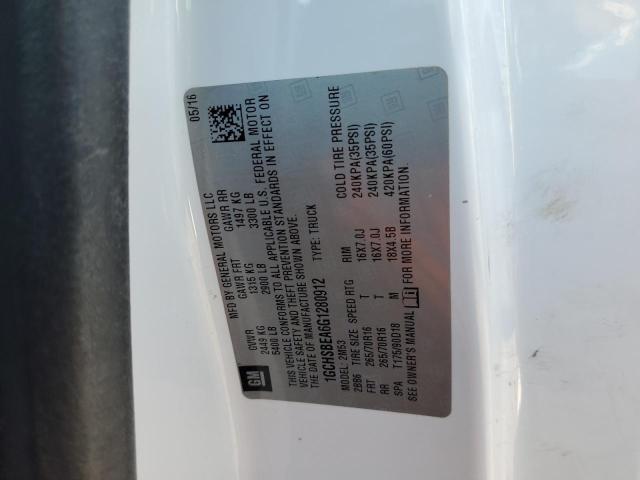 MFD BY GENERAL MOTORS LLC 05/16
GVWR GAWR FRT GAWR RR
2449 KG 1315 KG 1497 KG
5400 LB 2900 LB 3300 LB
THIS VEHICLE CONFORMS TO ALL APPLICABLE U.S. FEDERAL MOTOR
VEHICLE SAFETY AND THEFT PREVENTION STANDARDS IN EFFECT ON
THE DATE OF MANUFACTURE SHOWN ABOVE.
1GCHSBEA6G1280912 TYPE: TRUCK
MODEL: 2M53
2BB6 TIRE SIZE SPEED RTG RIM COLD TIRE PRESSURE
FRT 265/70R16 T 16X7.0J 240KPA(35PSI)
RR 265/70R16 T 16X7.0J 240KPA(35PSI)
SPA T175/90D18 M 18X4.5B 420KPA(60PSI)
SEE OWNER'S MANUAL FOR MORE INFORMATION.
GM